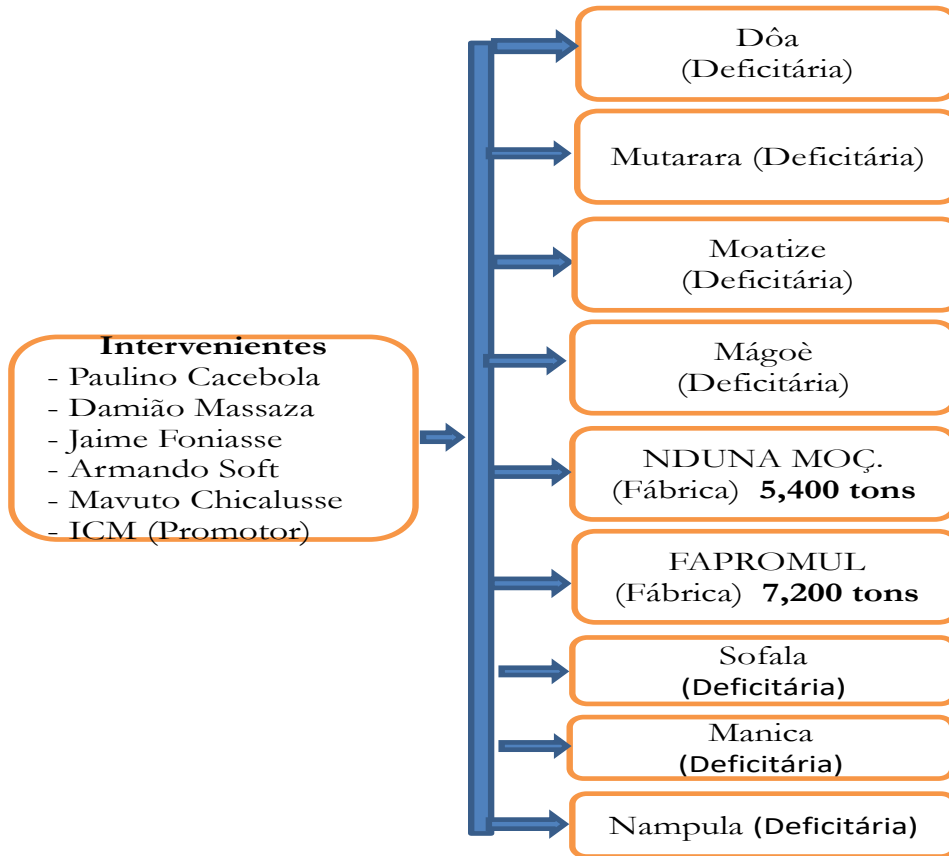 Intervenientes
- Paulino Cacebola
- Damião Massaza
- Jaime Foniasse
- Armando Soft
- Mavuto Chicalusse
- ICM (Promotor)
Dôa
(Deficitária)
Mutarara (Deficitária)
Moatize
(Deficitária)
Mágoè
(Deficitária)
NDUNA MOÇ.
(Fábrica) 5,400 tons
FAPROMUL
(Fábrica) 7,200 tons
Sofala
(Deficitária)
Manica
(Deficitária)
Nampula (Deficitária)